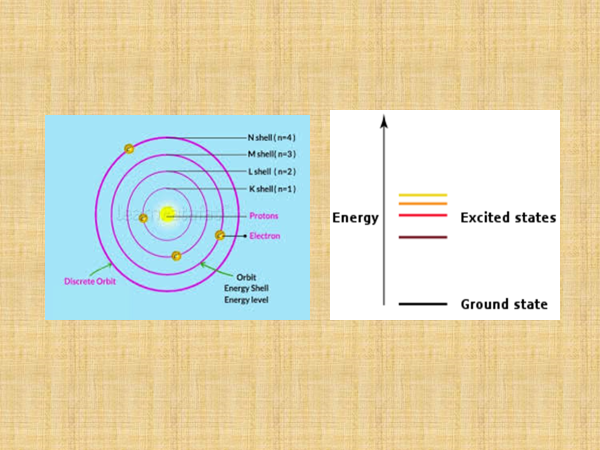 N shell ( n=4 )
M shell( n=3 )
L shell ( n=2 )
K shell( n=1 )
Protons
Electron
Discrete Orbit
Orbit
Energy Shell
Energy level
Energy
Excited states
Ground state